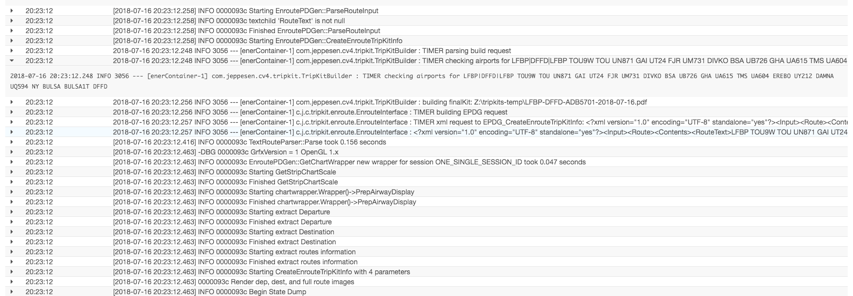 20:23:12 [2018-07-16 20:23:12.258] INFO 0000093c Starting EnroutePDGen::ParseRouteInput
20:23:12 [2018-07-16 20:23:12.258] INFO 0000093c textchild 'RouteText' is not null
20:23:12 [2018-07-16 20:23:12.258] INFO 0000093c Finished EnroutePDGen::ParseRouteInput
20:23:12 [2018-07-16 20:23:12.258] INFO 0000093c Starting EnroutePDGen::CreateEnrouteTripKitInfo
20:23:12 2018-07-16 20:23:12.248 INFO 3056 --- [enerContainer-1] com.jeppesen.cv4.tripkit.TripKitBuilder : TIMER parsing build request
20:23:12 2018-07-16 20:23:12.248 INFO 3056 --- [enerContainer-1] com.jeppesen.cv4.tripkit.TripKitBuilder : TIMER checking airports for LFBP|DFFD|LFBP TOU9W TOU UN871 GAI UT24 FJR UM731 DIVKO BSA UB726 GHA UA615 TMS UA604
2018-07-16 20:23:12.248 INFO 3056 --- [enerContainer-1] com.jeppesen.cv4.tripkit.TripKitBuilder : TIMER checking airports for LFBP|DFFD|LFBP TOU9W TOU UN871 GAI UT24 FJR UM731 DIVKO BSA UB726 GHA UA615 TMS UA604 EREBO UY212 DAMNA
UQ594 NY BULSA BULSA1T DFFD
20:23:12 2018-07-16 20:23:12.256 INFO 3056 --- [enerContainer-1] com.jeppesen.cv4.tripkit.TripKitBuilder : building finalKit: Z:\tripkits-temp\LFBP-DFFD-ADB5701-2018-07-16.pdf
20:23:12 2018-07-16 20:23:12.256 INFO 3056 --- [enerContainer-1] c.j.c.tripkit.enroute.EnrouteInterface : TIMER building EPDG request
20:23:12 2018-07-16 20:23:12.257 INFO 3056 --- [enerContainer-1] c.j.c.tripkit.enroute.EnrouteInterface : TIMER xml request to EPDG_CreateEnrouteTripKitInfo: <?xml version="1.0" encoding="UTF-8" standalone="yes"?><Input><Route><Conte
20:23:12 2018-07-16 20:23:12.257 INFO 3056 --- [enerContainer-1] c.j.c.tripkit.enroute.EnrouteInterface : <?xml version="1.0" encoding="UTF-8" standalone="yes"?><Input><Route><Contents><RouteText>LFBP TOU9W TOU UN871 GAI UT24
20:23:12 [2018-07-16 20:23:12.416] INFO 0000093c TextRouteParser::Parse took 0.156 seconds
20:23:12 [2018-07-16 20:23:12.463] -DBG 0000093c GrfxVersion = 1 OpenGL 1.x
20:23:12 [2018-07-16 20:23:12.463] INFO 0000093c EnroutePDGen::GetChartWrapper new wrapper for session ONE_SINGLE_SESSION_ID took 0.047 seconds
20:23:12 [2018-07-16 20:23:12.463] INFO 0000093c Starting GetStripChartScale
20:23:12 [2018-07-16 20:23:12.463] INFO 0000093c Finished GetStripChartScale
20:23:12 [2018-07-16 20:23:12.463] INFO 0000093c Starting chartwrapper.Wrapper()->PrepAirwayDisplay
20:23:12 [2018-07-16 20:23:12.463] INFO 0000093c Finished chartwrapper.Wrapper()->PrepAirwayDisplay
20:23:12 [2018-07-16 20:23:12.463] INFO 0000093c Starting extract Departure
20:23:12 [2018-07-16 20:23:12.463] INFO 0000093c Finished extract Departure
20:23:12 [2018-07-16 20:23:12.463] INFO 0000093c Starting extract Destination
20:23:12 [2018-07-16 20:23:12.463] INFO 0000093c Finished extract Destination
20:23:12 [2018-07-16 20:23:12.463] INFO 0000093c Starting extract routes information
20:23:12 [2018-07-16 20:23:12.463] INFO 0000093c Finished extract routes information
20:23:12 [2018-07-16 20:23:12.463] INFO 0000093c Starting CreateEnrouteTripKitInfo with 4 parameters
20:23:12 [2018-07-16 20:23:12.463] 0000093c Render dep, dest, and full route images
20:23:12 [2018-07-16 20:23:12.463] INFO 0000093c Begin State Dump